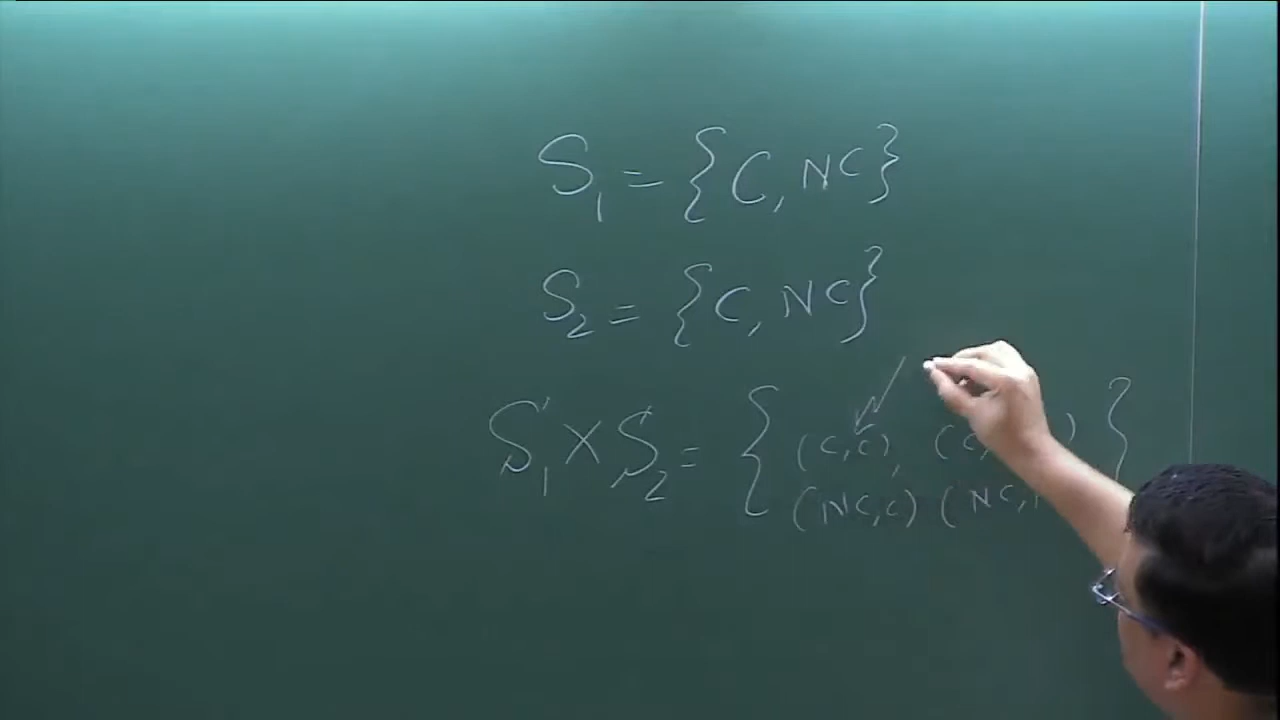 S₁ = {C, NC}
S₂ = {C, NC}
S₁ X S₂ = { (C,C), (C, ) }
(NC,C) (NC,